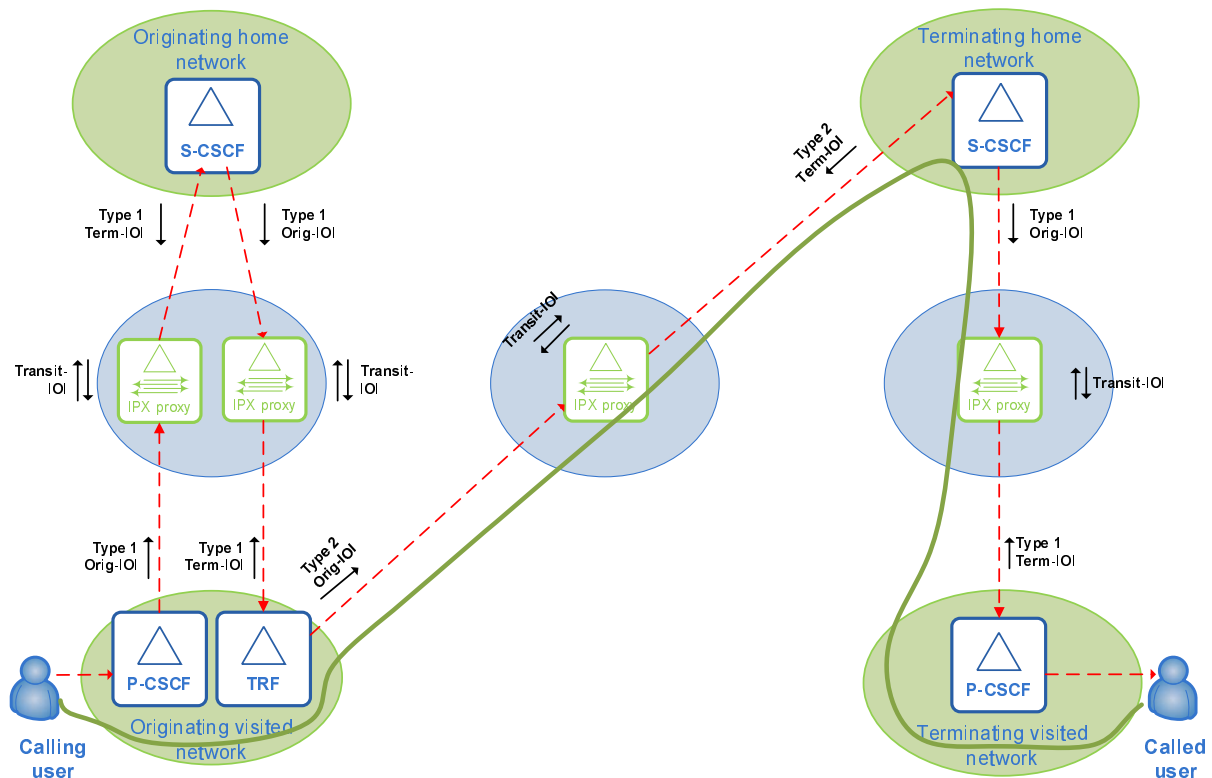 Originating home
network
S-CSCF
Type 1
Term-IOI
Type 1
Orig-IOI
Transit-
IOI
IPX proxy
IPX proxy
Transit-
IOI
Type 1
Orig-IOI
Type 1
Term-IOI
P-CSCF
TRF
Originating visited
network
Calling
user
Type 2
Orig-IOI
Transit-IOI
IPX proxy
Type 2
Term-IOI
Terminating home
network
S-CSCF
Type 1
Orig-IOI
IPX proxy
Transit-IOI
Type 1
Term-IOI
P-CSCF
Terminating visited
network
Called
user